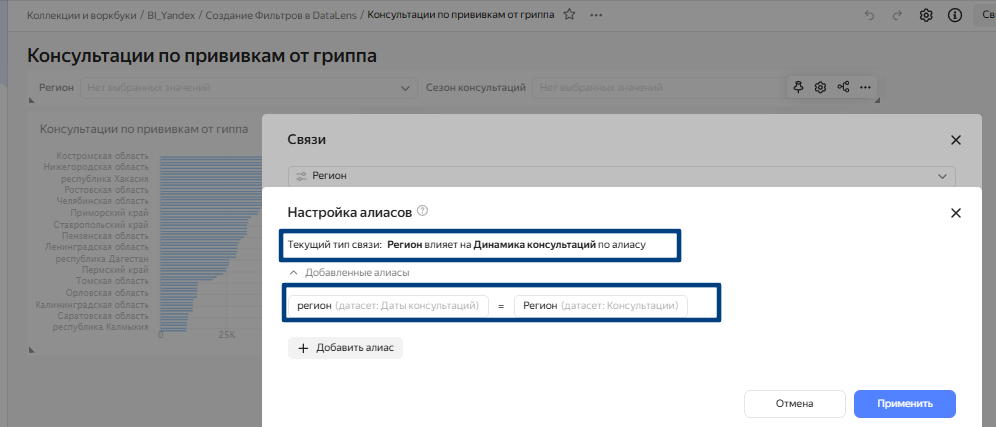 Коллекции и воркбуки / BI_Yandex / Создание Фильтров в DataLens / Консультации по прививкам от гриппа
Св
Консультации по прививкам от гриппа
Регион Нет выбранных значений Сезон консультаций Нет выбранных значений
Консультации по прививкам от гиппа
Костромская область
Нижегородская область
республика Хакасия
Ростовская область
Челябинская область
Приморский край
Ставропольский край
Пензенская область
Ленинградская область
республика Дагестан
Пермский край
Томская область
Орловская область
Калининградская область
Саратовская область
республика Калмыкия
0 25K
Связи
Регион
Настройка алиасов
Текущий тип связи: Регион влияет на Динамика консультаций по алиасу
Добавленные алиасы
регион (датасет: Даты консультаций) = Регион (датасет: Консультации)
+ Добавить алиас
Отмена Применить